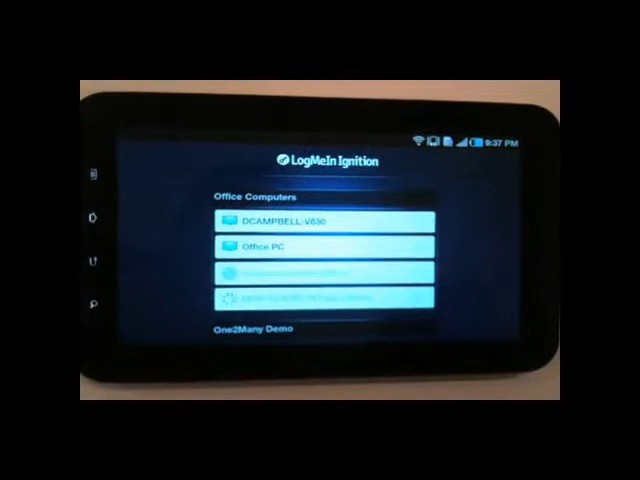 9:37 PM
LogMeIn Ignition
Office Computers
DCAMPBELL-V630
Office PC
One2Many Demo